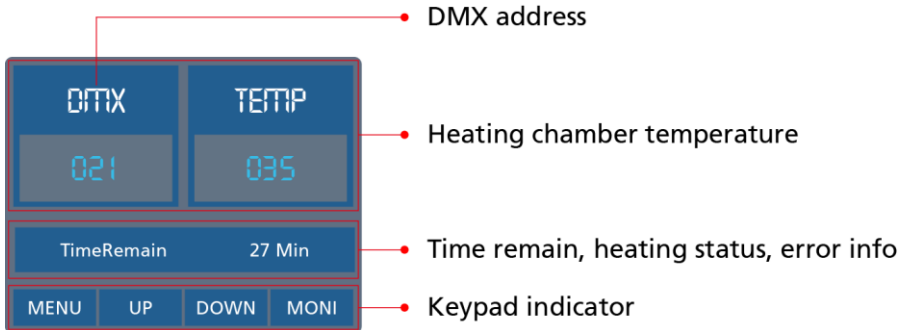 DMX address
DMX TEMP
Heating chamber temperature
021 035
TimeRemain 27 Min
Time remain, heating status, error info
MENU UP DOWN MONI
Keypad indicator